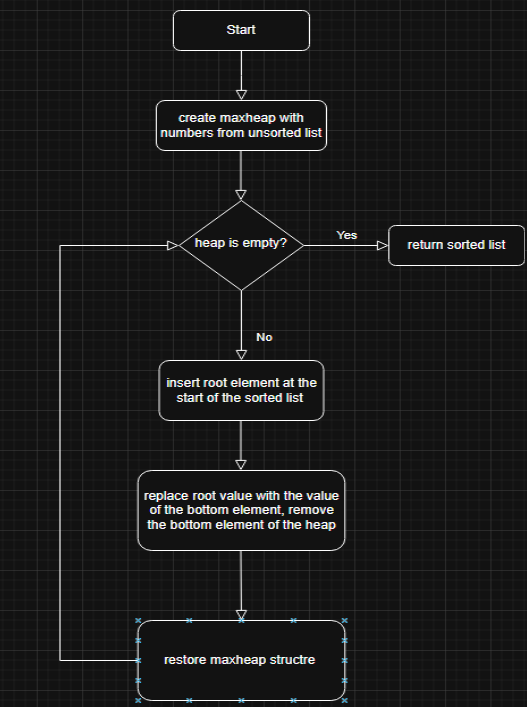 Start
create maxheap with
numbers from unsorted list
heap is empty?
Yes
return sorted list
No
insert root element at the
start of the sorted list
replace root value with the value
of the bottom element, remove
the bottom element of the heap
restore maxheap structre